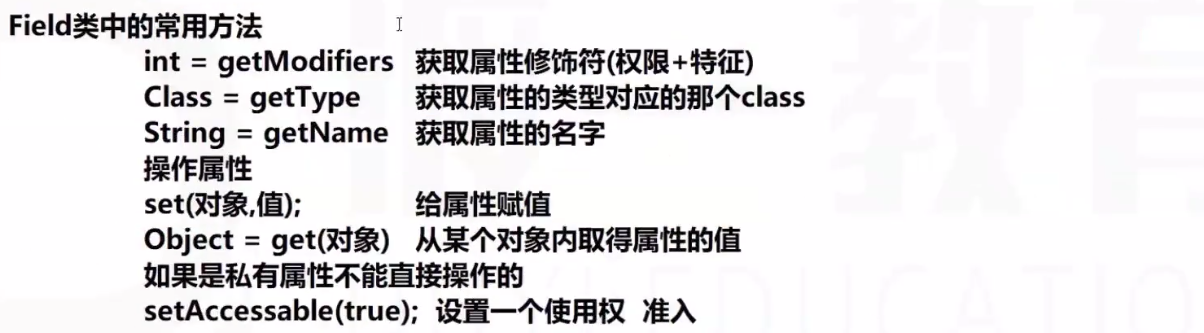 Field类中的常用方法
int = getModifiers 获取属性修饰符(权限+特征)
Class = getType 获取属性的类型对应的那个class
String = getName 获取属性的名字
操作属性
set(对象,值); 给属性赋值
Object = get(对象) 从某个对象内取得属性的值
如果是私有属性不能直接操作的
setAccessable(true); 设置一个使用权 准入